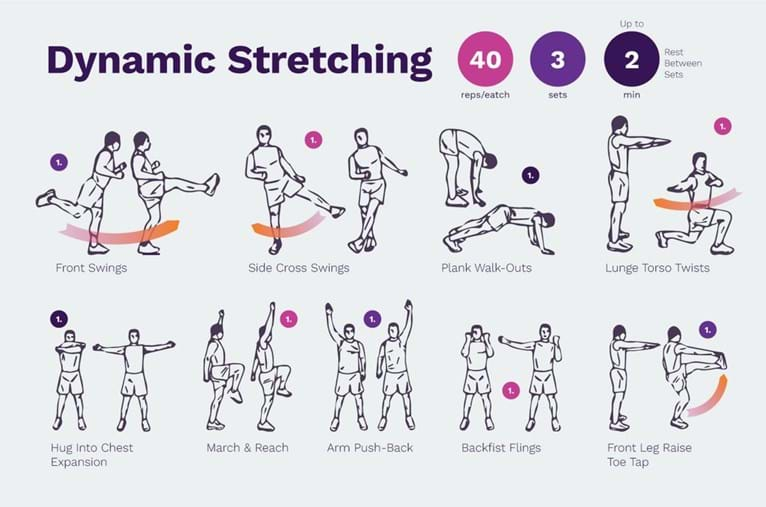 Dynamic Stretching
40
reps/eatch
3
sets
Up to
2
min
Rest
Between
Sets
1.
Front Swings
1.
Side Cross Swings
1.
Plank Walk-Outs
1.
Lunge Torso Twists
1.
Hug Into Chest
Expansion
1.
March & Reach
1.
Arm Push-Back
1.
Backfist Flings
1.
Front Leg Raise
Toe Tap